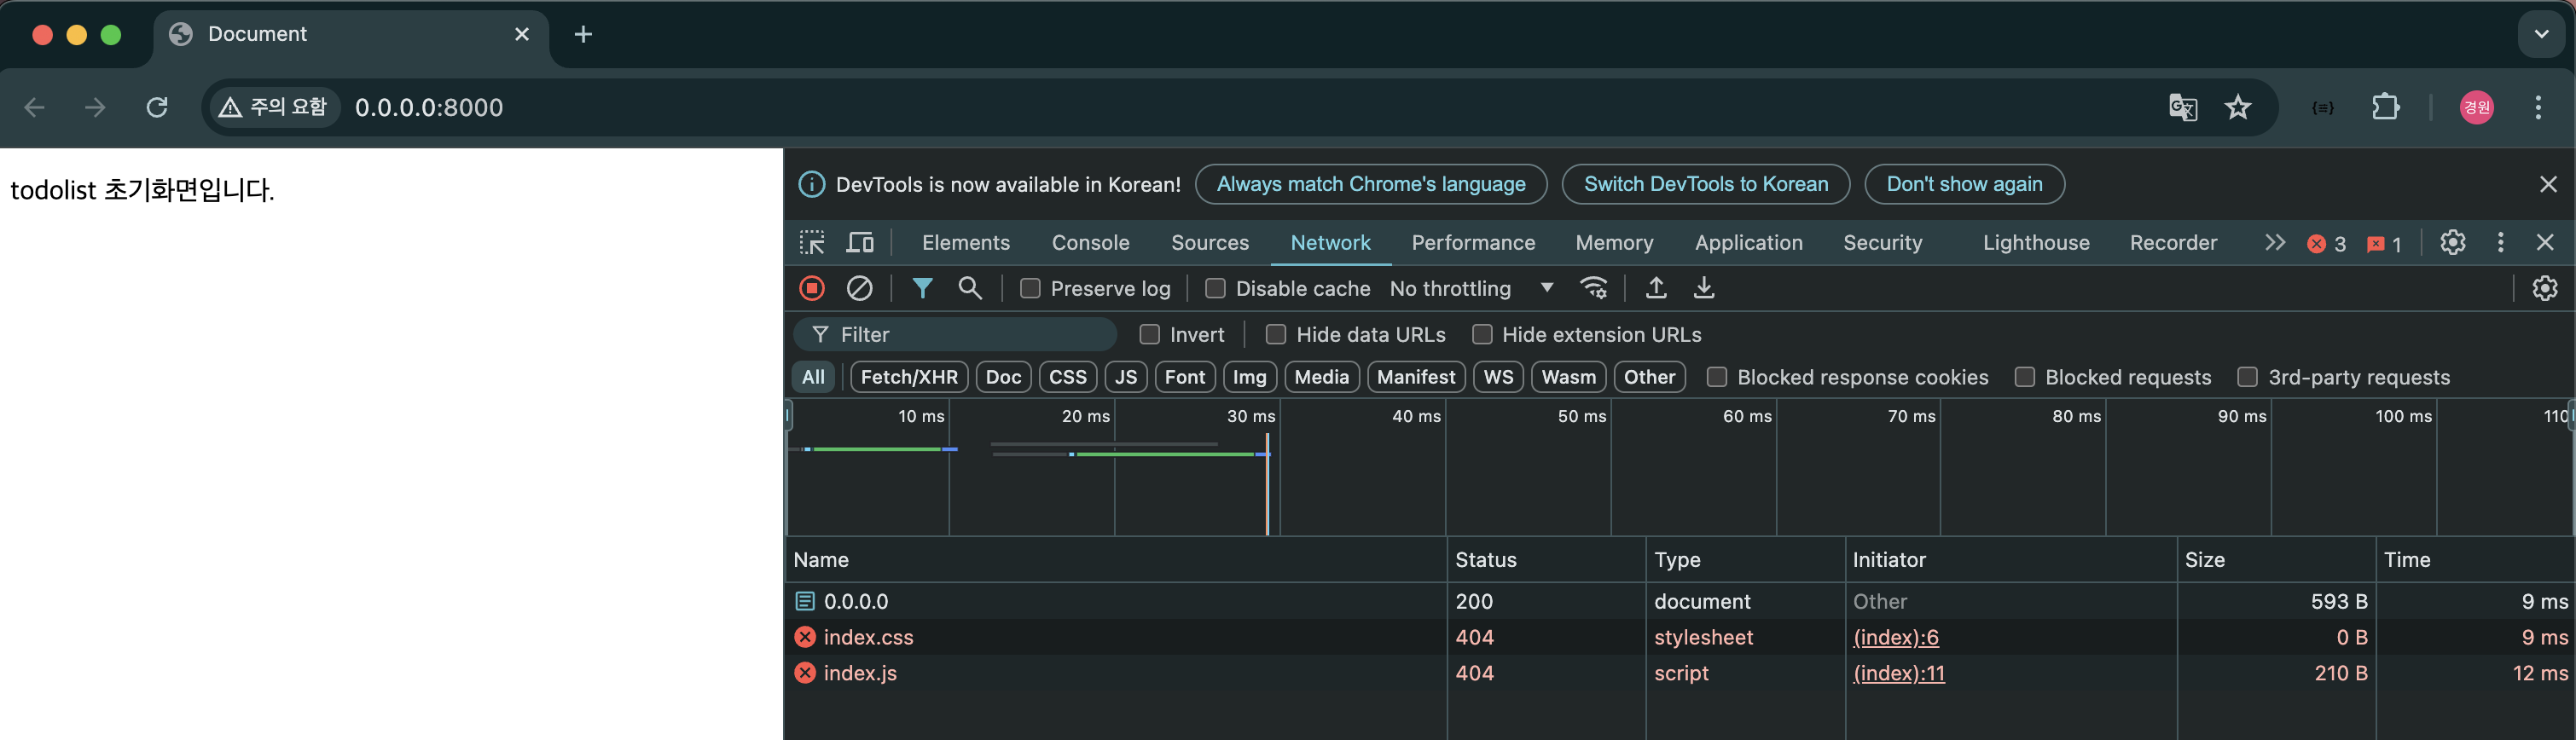 Document
주의 요함 0.0.0.0:8000 경원
todolist 초기화면입니다.
DevTools is now available in Korean! Always match Chrome's language Switch DevTools to Korean Don't show again
Elements Console Sources Network Performance Memory Application Security Lighthouse Recorder 3 1
Preserve log Disable cache No throttling
Filter Invert Hide data URLs Hide extension URLs
All Fetch/XHR Doc CSS JS Font Img Media Manifest WS Wasm Other Blocked response cookies Blocked requests 3rd-party requests
10 ms 20 ms 30 ms 40 ms 50 ms 60 ms 70 ms 80 ms 90 ms 100 ms 110
Name Status Type Initiator Size Time
0.0.0.0 200 document Other 593 B 9 ms
index.css 404 stylesheet (index):6 0 B 9 ms
index.js 404 script (index):11 210 B 12 ms